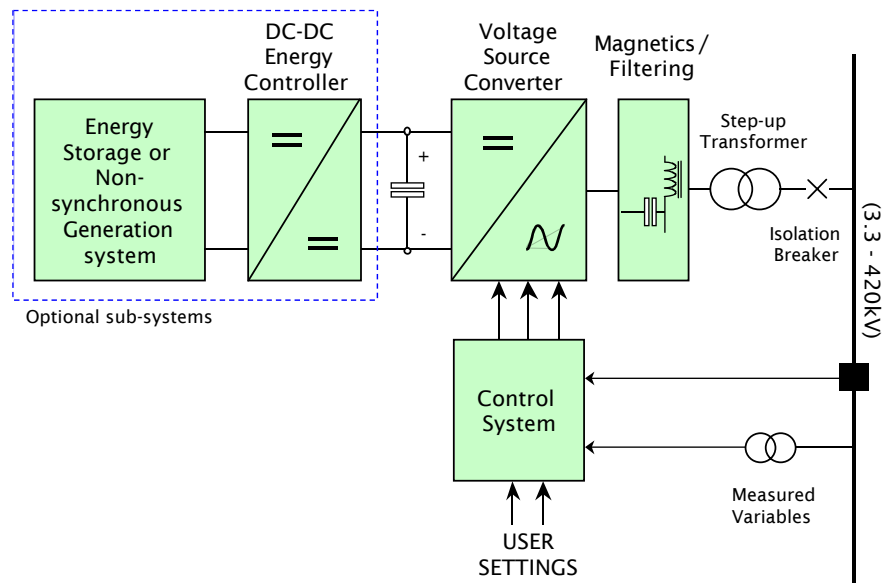 DC-DC
Energy
Controller
Voltage
Source
Converter
Magnetics/
Filtering
Energy
Storage or
Non-
synchronous
Generation
system
+
-
Step-up
Transformer
Isolation
Breaker
(3.3 - 420kV)
Optional sub-systems
Control
System
Measured
Variables
USER
SETTINGS